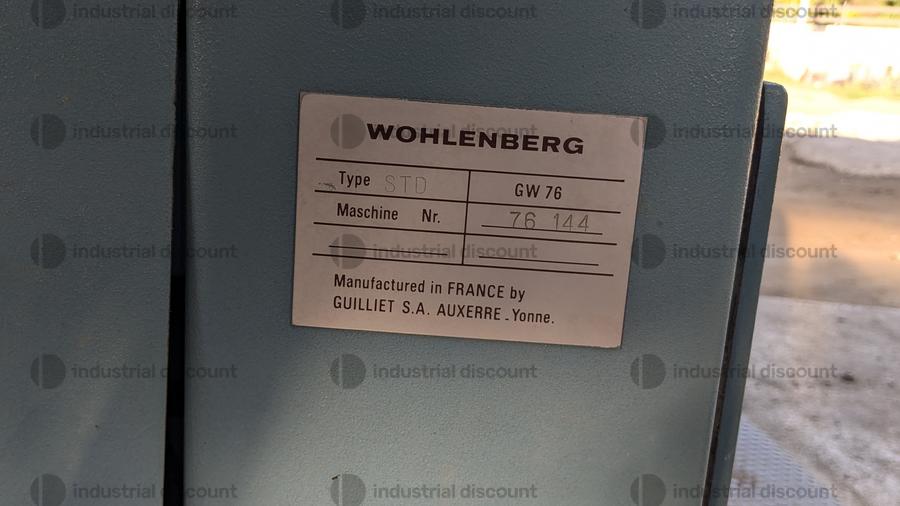 WOHLENBERG
Type STD GW 76
Maschine Nr. 76 144
Manufactured in FRANCE by
GUILLIET S.A. AUXERRE - Yonne.
industrial discount